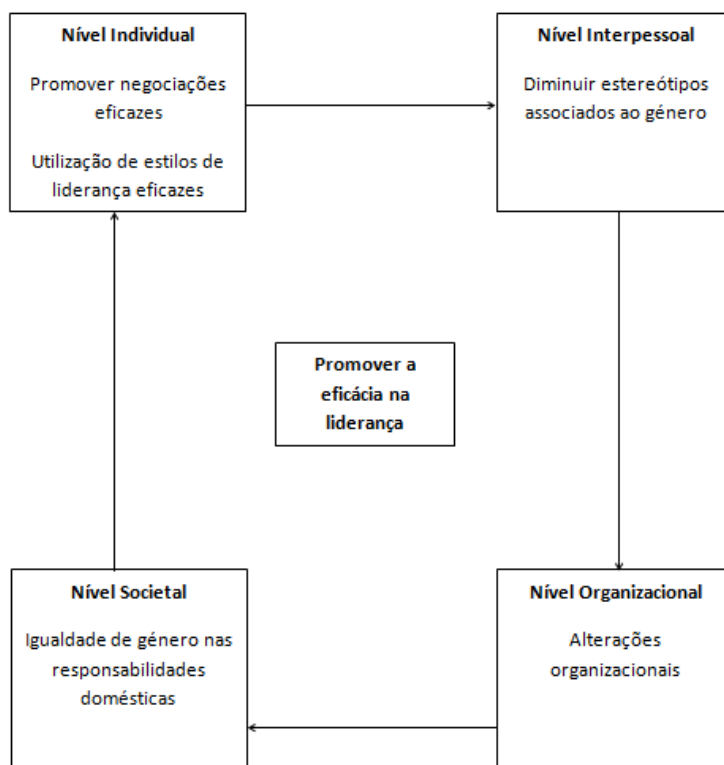 Nível Individual
Promover negociações
eficazes
Utilização de estilos de
liderança eficazes
Nível Interpessoal
Diminuir estereótipos
associados ao género
Promover a
eficácia na
liderança
Nível Societal
Igualdade de género nas
responsabilidades
domésticas
Nível Organizacional
Alterações
organizacionais